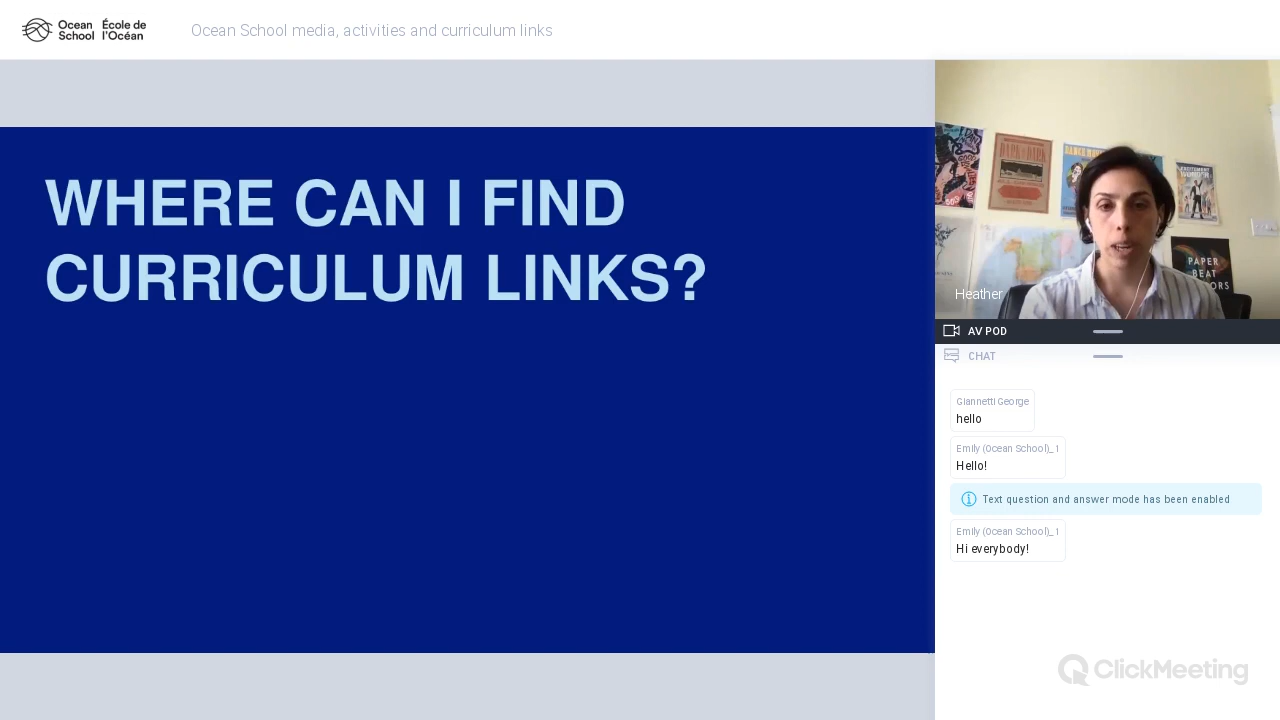 Ocean École de
School l'Océan
Ocean School media, activities and curriculum links
WHERE CAN I FIND
CURRICULUM LINKS?
PAPER
BEAT
Heather
AV POD
CHAT
Giannetti George
hello
Emily (Ocean School)_1
Hello!
Text question and answer mode has been enabled
Emily (Ocean School)_1
Hi everybody!
ClickMeeting